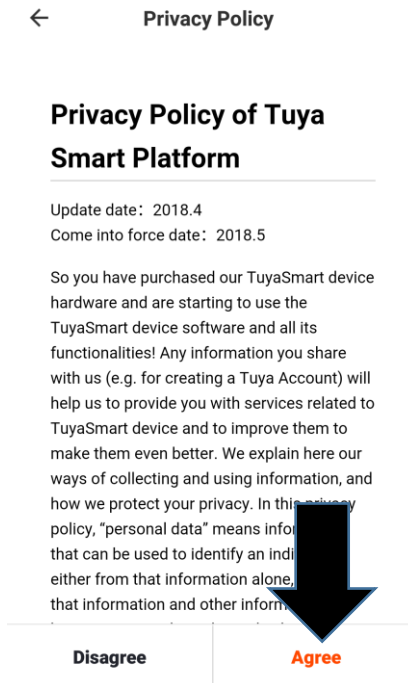 Privacy Policy
Privacy Policy of Tuya
Smart Platform
Update date：2018.4
Come into force date：2018.5
So you have purchased our TuyaSmart device
hardware and are starting to use the
TuyaSmart device software and all its
functionalities! Any information you share
with us (e.g. for creating a Tuya Account) will
help us to provide you with services related to
TuyaSmart device and to improve them to
make them even better. We explain here our
ways of collecting and using information, and
how we protect your privacy. In this privacy
policy, “personal data” means
that can be used to identify an
either from that information alone,
that information and other
Disagree
Agree